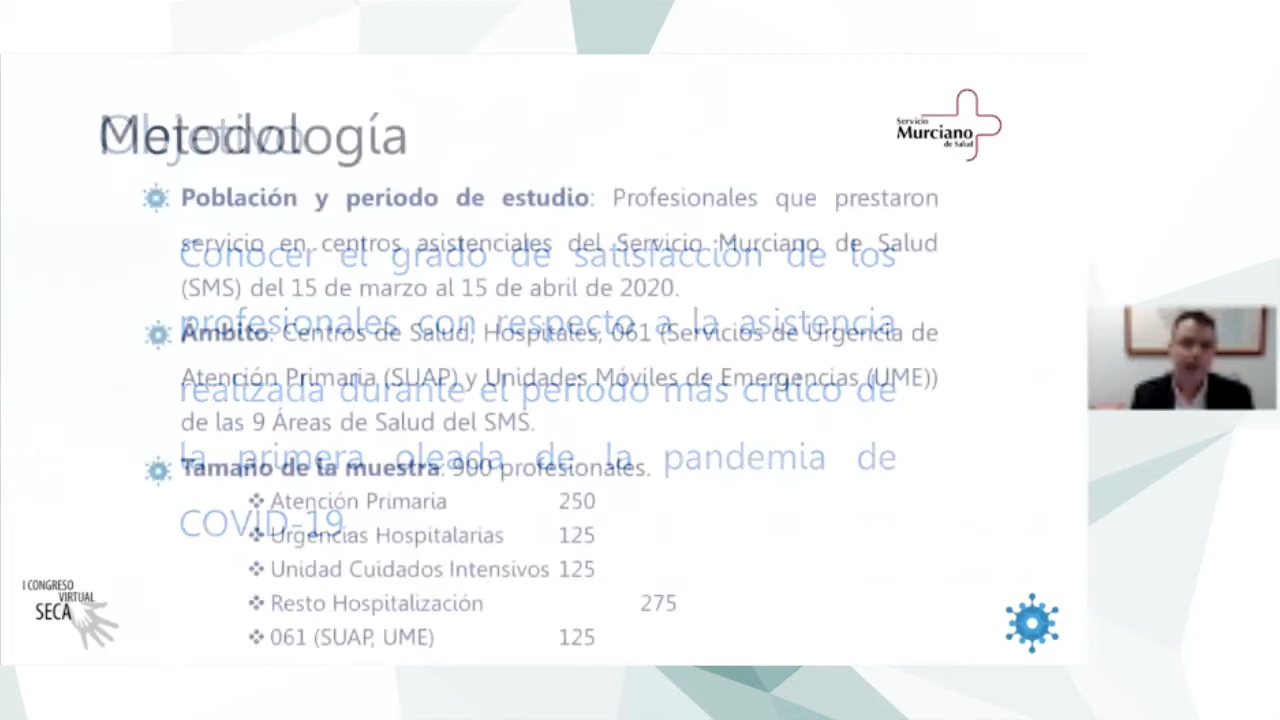 Objetivo
Metodología
Servicio
Murciano
de Salud
Población y periodo de estudio: Profesionales que prestaron
servicio en centros asistenciales del Servicio Murciano de Salud
(SMS) del 15 de marzo al 15 de abril de 2020.
Ámbito: Centros de Salud, Hospitales, 061 (Servicios de Urgencia de
Atención Primaria (SUAP) y Unidades Móviles de Emergencias (UME))
de las 9 Áreas de Salud del SMS.
Tamaño de la muestra: 900 profesionales.
Atención Primaria 250
Urgencias Hospitalarias 125
Unidad Cuidados Intensivos 125
Resto Hospitalización 275
061 (SUAP, UME) 125
Conocer el grado de satisfacción de los
profesionales con respecto a la asistencia
realizada durante el periodo más crítico de
la primera oleada de la pandemia de
COVID-19
I CONGRESO
VIRTUAL
SECA